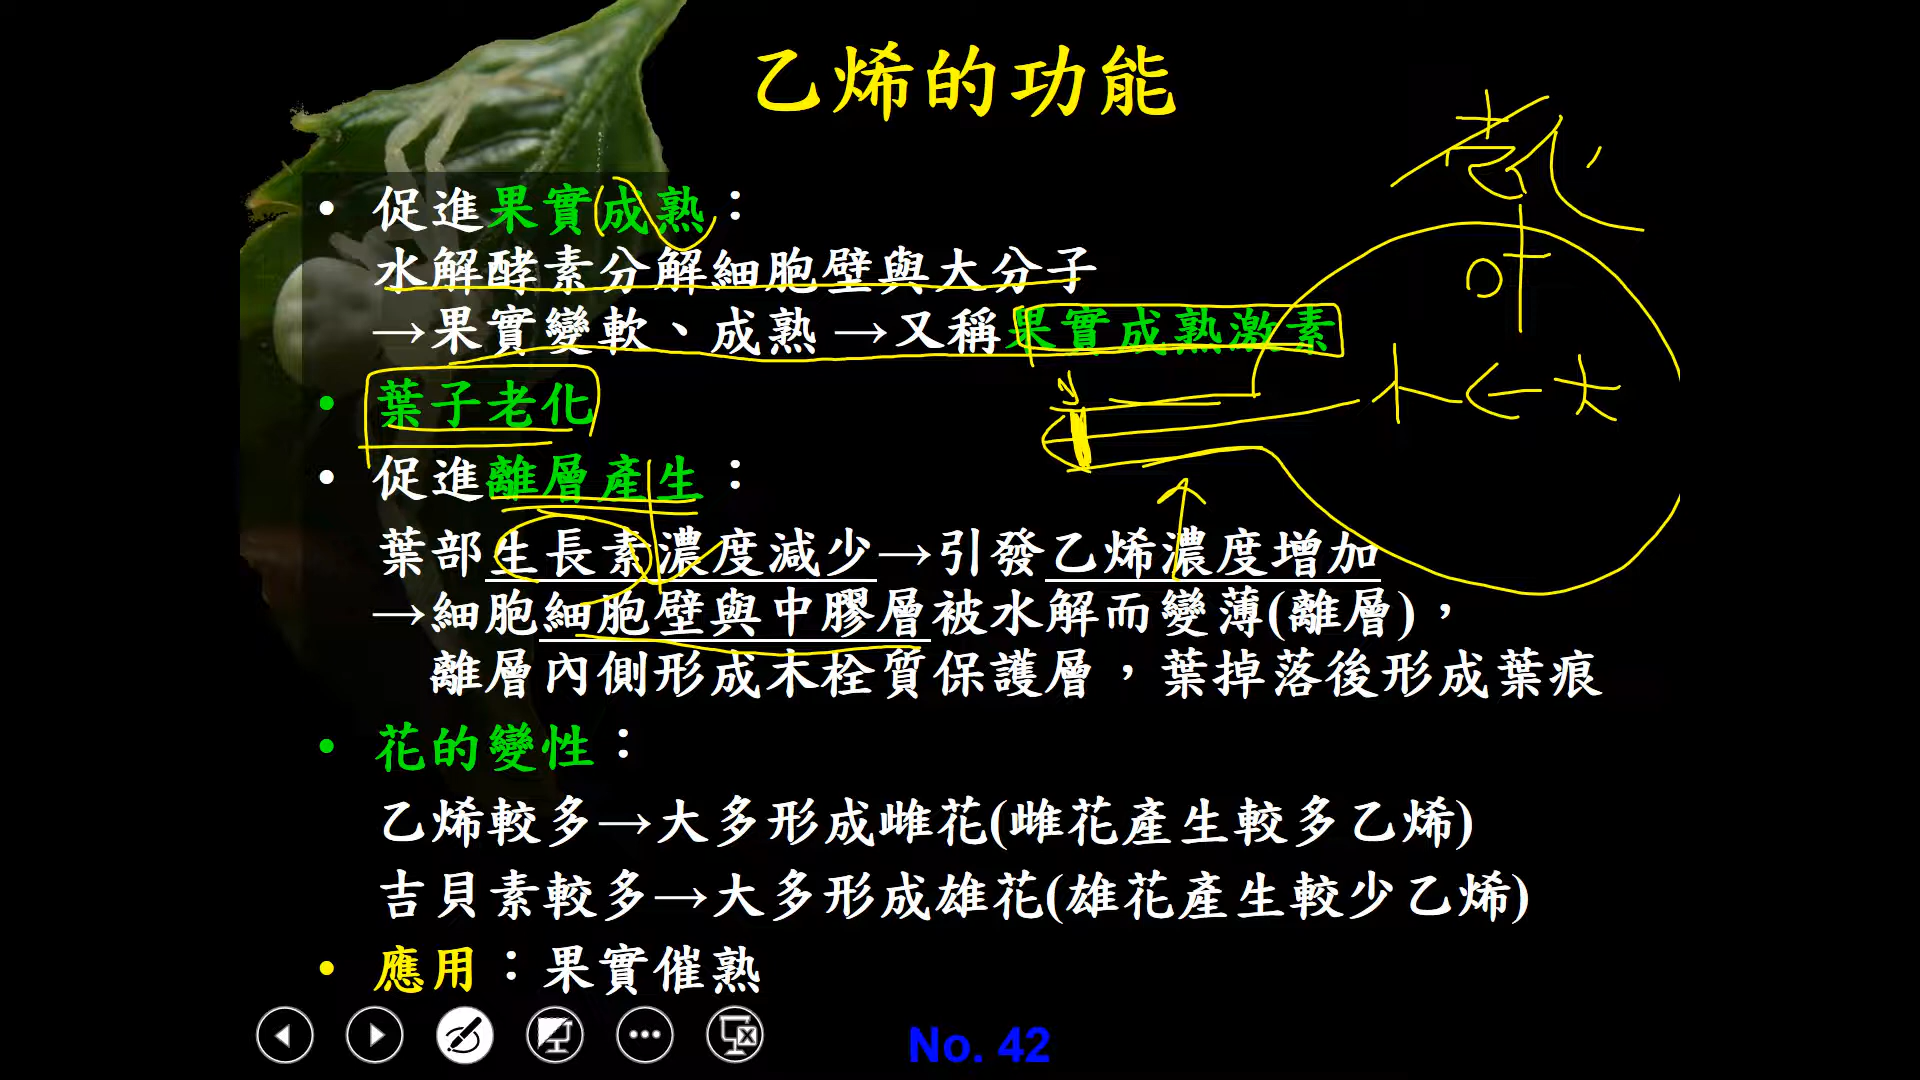 乙烯的功能
• 促進果實成熟：
水解酵素分解細胞壁與大分子
→果實變軟、成熟→又稱果實成熟激素
• 葉子老化
• 促進離層產生：
葉部生長素濃度減少→引發乙烯濃度增加
→細胞細胞壁與中膠層被水解而變薄(離層)，
離層內側形成木栓質保護層，葉掉落後形成葉痕
• 花的變性：
乙烯較多→大多形成雌花(雌花產生較多乙烯)
吉貝素較多→大多形成雄花(雄花產生較少乙烯)
• 應用：果實催熟
No. 42